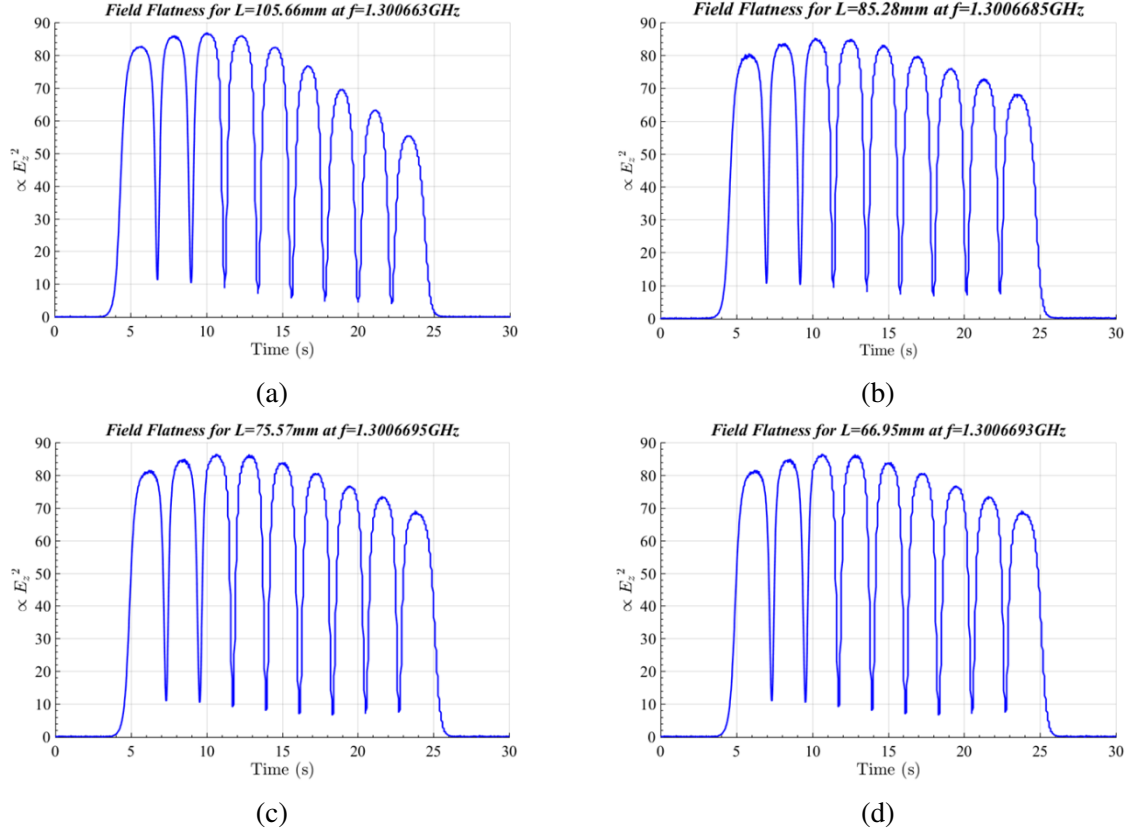 Field Flatness for L=105.66mm at f=1.300663GHz
90
80
70
60
50
40
30
20
10
0
∝ E_z²
0 5 10 15 20 25 30
Time (s)
(a)
Field Flatness for L=85.28mm at f=1.3006685GHz
90
80
70
60
50
40
30
20
10
0
∝ E_z²
0 5 10 15 20 25 30
Time (s)
(b)
Field Flatness for L=75.57mm at f=1.3006695GHz
90
80
70
60
50
40
30
20
10
0
∝ E_z²
0 5 10 15 20 25 30
Time (s)
(c)
Field Flatness for L=66.95mm at f=1.3006693GHz
90
80
70
60
50
40
30
20
10
0
∝ E_z²
0 5 10 15 20 25 30
Time (s)
(d)